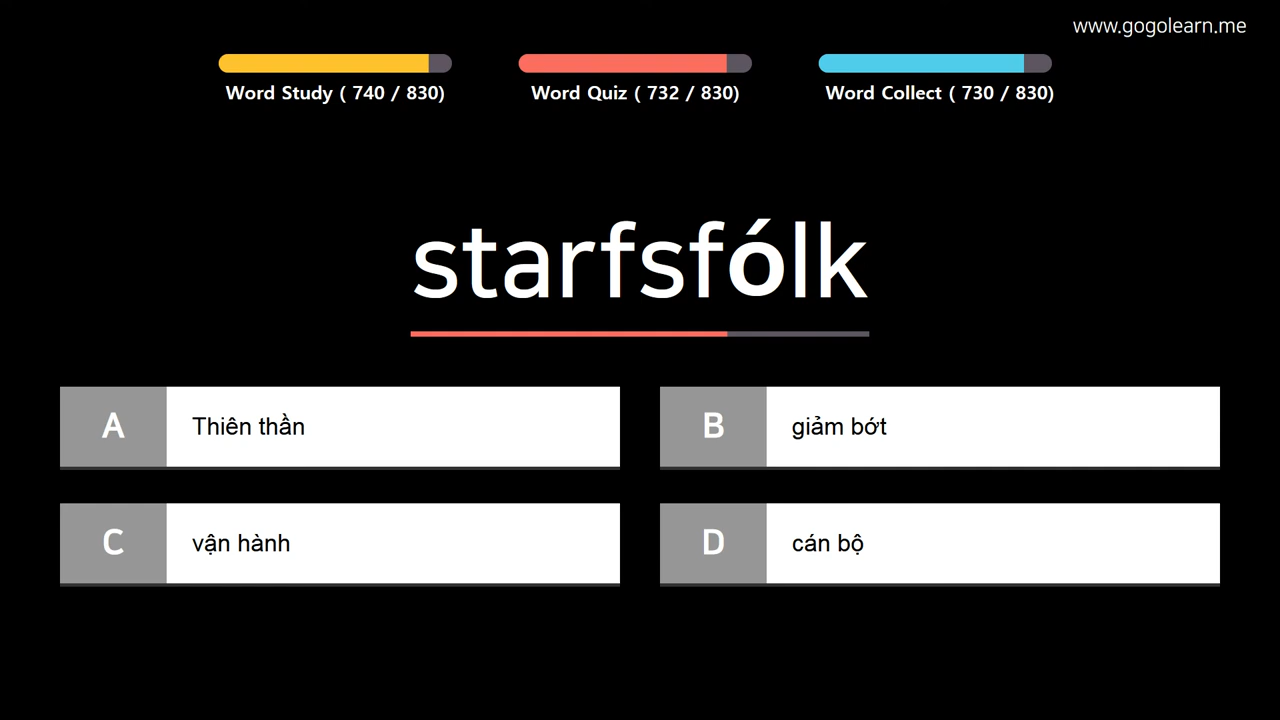 www.gogolearn.me
Word Study ( 740 / 830)
Word Quiz ( 732 / 830)
Word Collect ( 730 / 830)
starfsfólk
A Thiên thần
B giảm bớt
C vận hành
D cán bộ